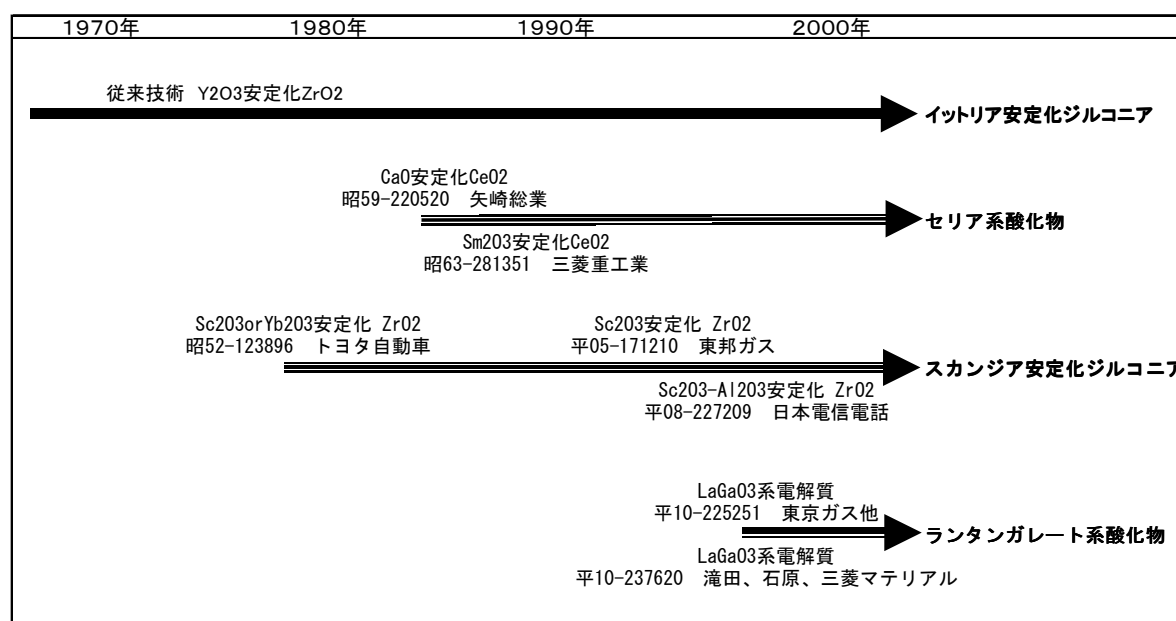 1970年 1980年 1990年 2000年
従来技術 Y2O3安定化ZrO2
イットリア安定化ジルコニア
CaO安定化CeO2
昭59-220520 矢崎総業
セリア系酸化物
Sm2O3安定化CeO2
昭63-281351 三菱重工業
Sc2O3orYb2O3安定化 ZrO2
昭52-123896 トヨタ自動車
Sc2O3安定化 ZrO2
平05-171210 東邦ガス
スカンジア安定化ジルコニア
Sc2O3-Al2O3安定化 ZrO2
平08-227209 日本電信電話
LaGaO3系電解質
平10-225251 東京ガス他
ランタンガレート系酸化物
LaGaO3系電解質
平10-237620 滝田、石原、三菱マテリアル